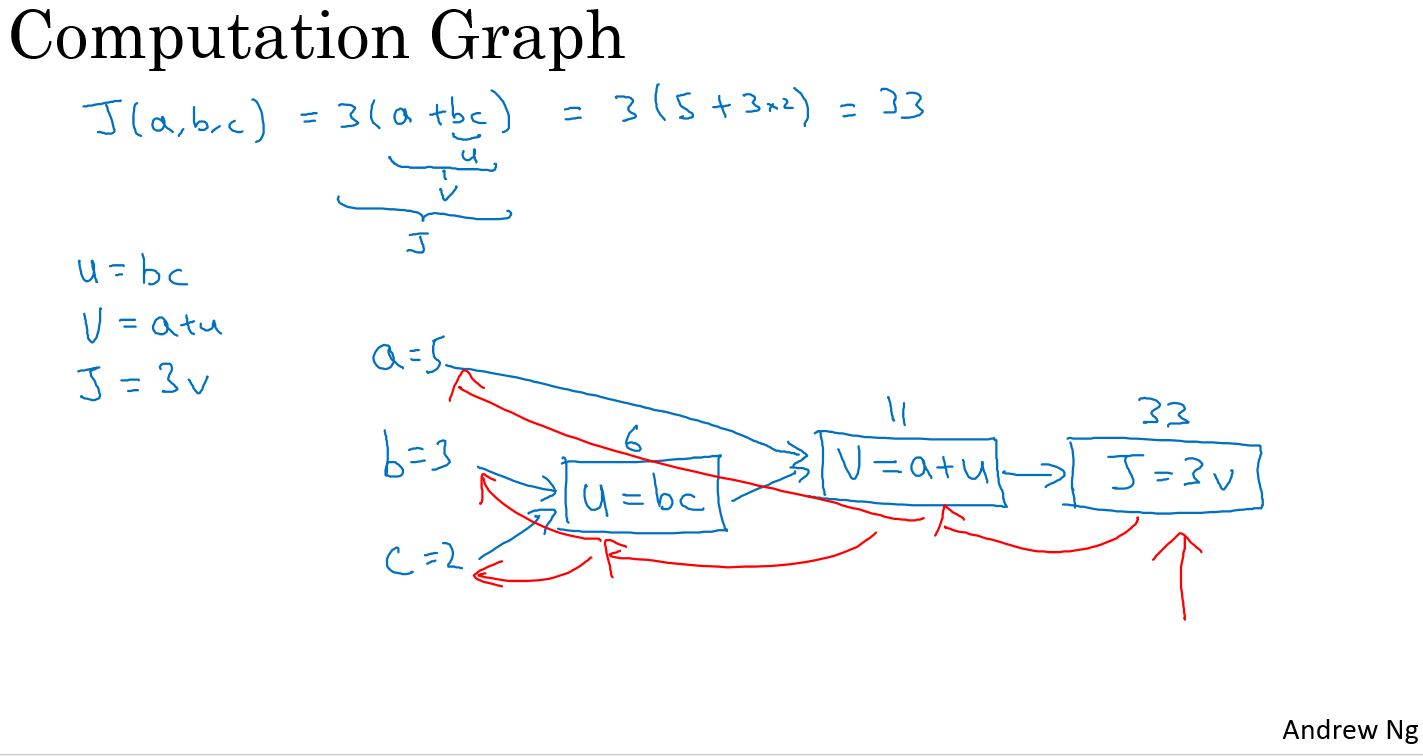 Computation Graph
J(a,b,c) = 3(a+bc) = 3(5+3×2) = 33
u
v
J
u = bc
v = a+u
J = 3v
a=5
11
33
b=3
6
v=a+u
J=3v
u=bc
c=2
Andrew Ng